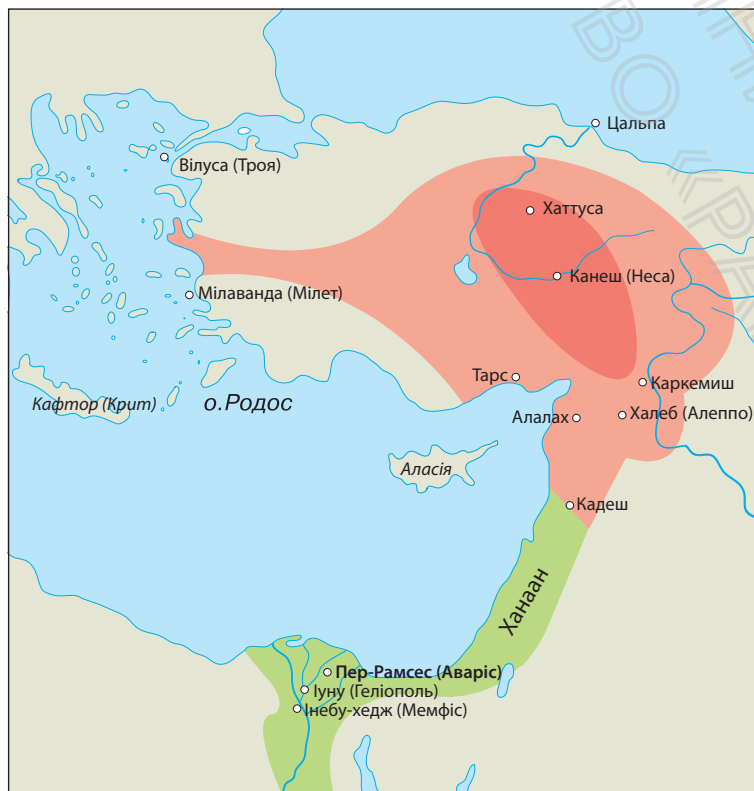 Цальпа
Вілуса (Троя)
Хаттуса
Канеш (Неса)
Мілаванда (Мілет)
Тарс
Каркемиш
Кафтор (Крит)
о.Родос
Алалах
Халеб (Алеппо)
Аласія
Кадеш
Ханаан
Пер-Рамсес (Аваріс)
Іуну (Геліополь)
Інебу-хедж (Мемфіс)